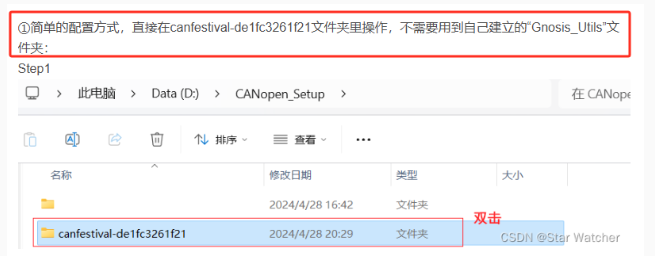 ①简单的配置方式，直接在canfestival-de1fc3261f21文件夹里操作，不需要用到自己建立的“Gnosis_Utils”文
件夹：
Step1
此电脑 > Data (D:) > CANopen_Setup > 在 CANope
排序 查看 •••
名称 修改日期 类型 大小
2024/4/28 16:42 文件夹
canfestival-de1fc3261f21 2024/4/28 20:29 文件夹 双击
CSDN @Star Watcher